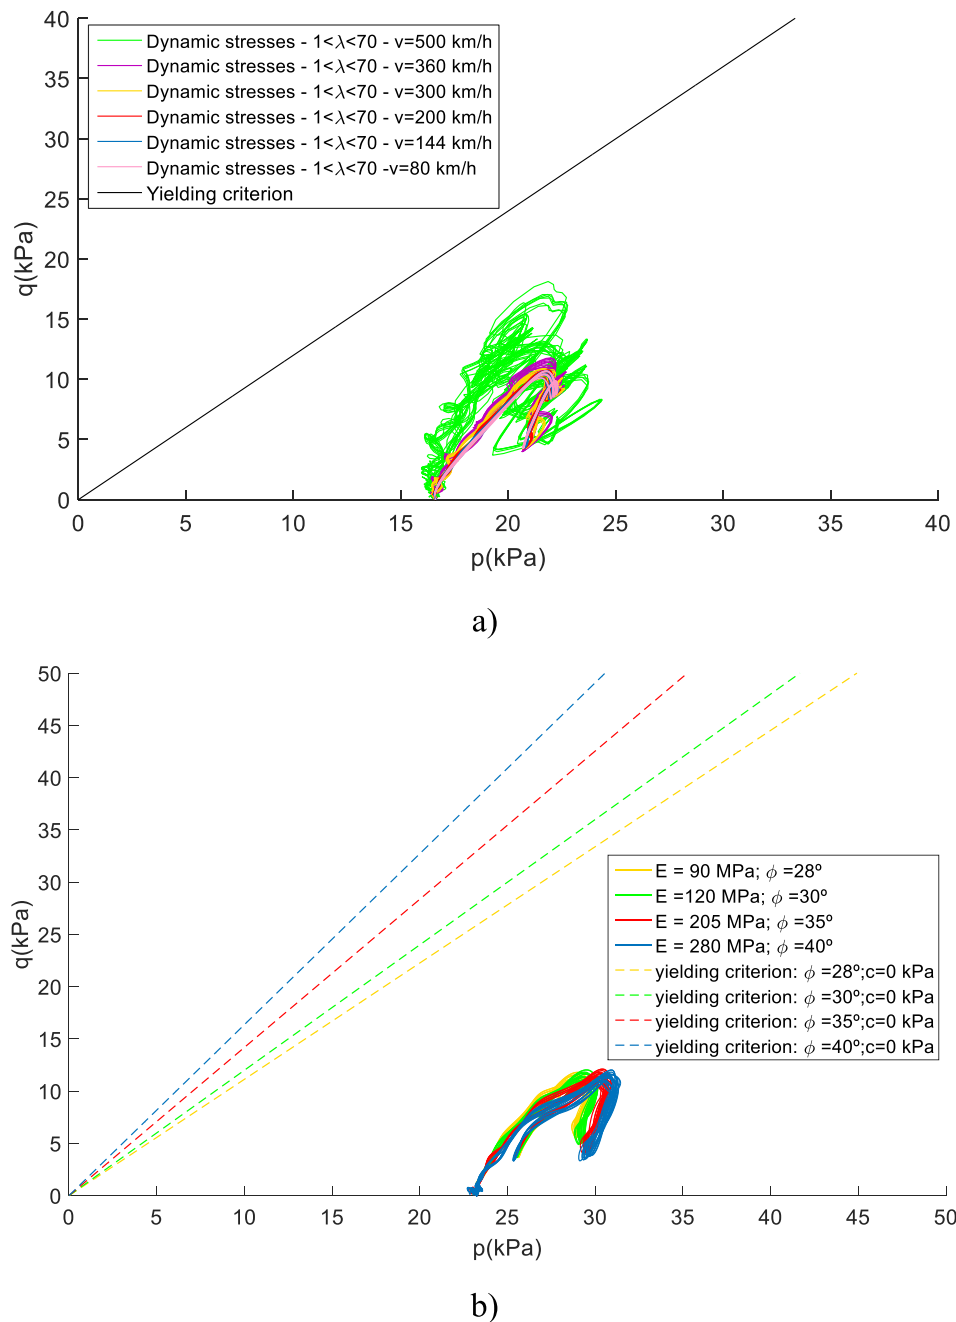 40
35
30
25
20
15
10
5
0
q(kPa)
Dynamic stresses - 1<λ<70 - v=500 km/h
Dynamic stresses - 1<λ<70 - v=360 km/h
Dynamic stresses - 1<λ<70 - v=300 km/h
Dynamic stresses - 1<λ<70 - v=200 km/h
Dynamic stresses - 1<λ<70 - v=144 km/h
Dynamic stresses - 1<λ<70 -v=80 km/h
Yielding criterion
0 5 10 15 20 25 30 35 40
p(kPa)
a)
50
45
40
35
30
25
20
15
10
5
0
q(kPa)
E = 90 MPa; ϕ =28º
E =120 MPa; ϕ =30º
E = 205 MPa; ϕ =35º
E = 280 MPa; ϕ =40º
yielding criterion: ϕ =28º;c=0 kPa
yielding criterion: ϕ =30º;c=0 kPa
yielding criterion: ϕ =35º;c=0 kPa
yielding criterion: ϕ =40º;c=0 kPa
0 5 10 15 20 25 30 35 40 45 50
p(kPa)
b)